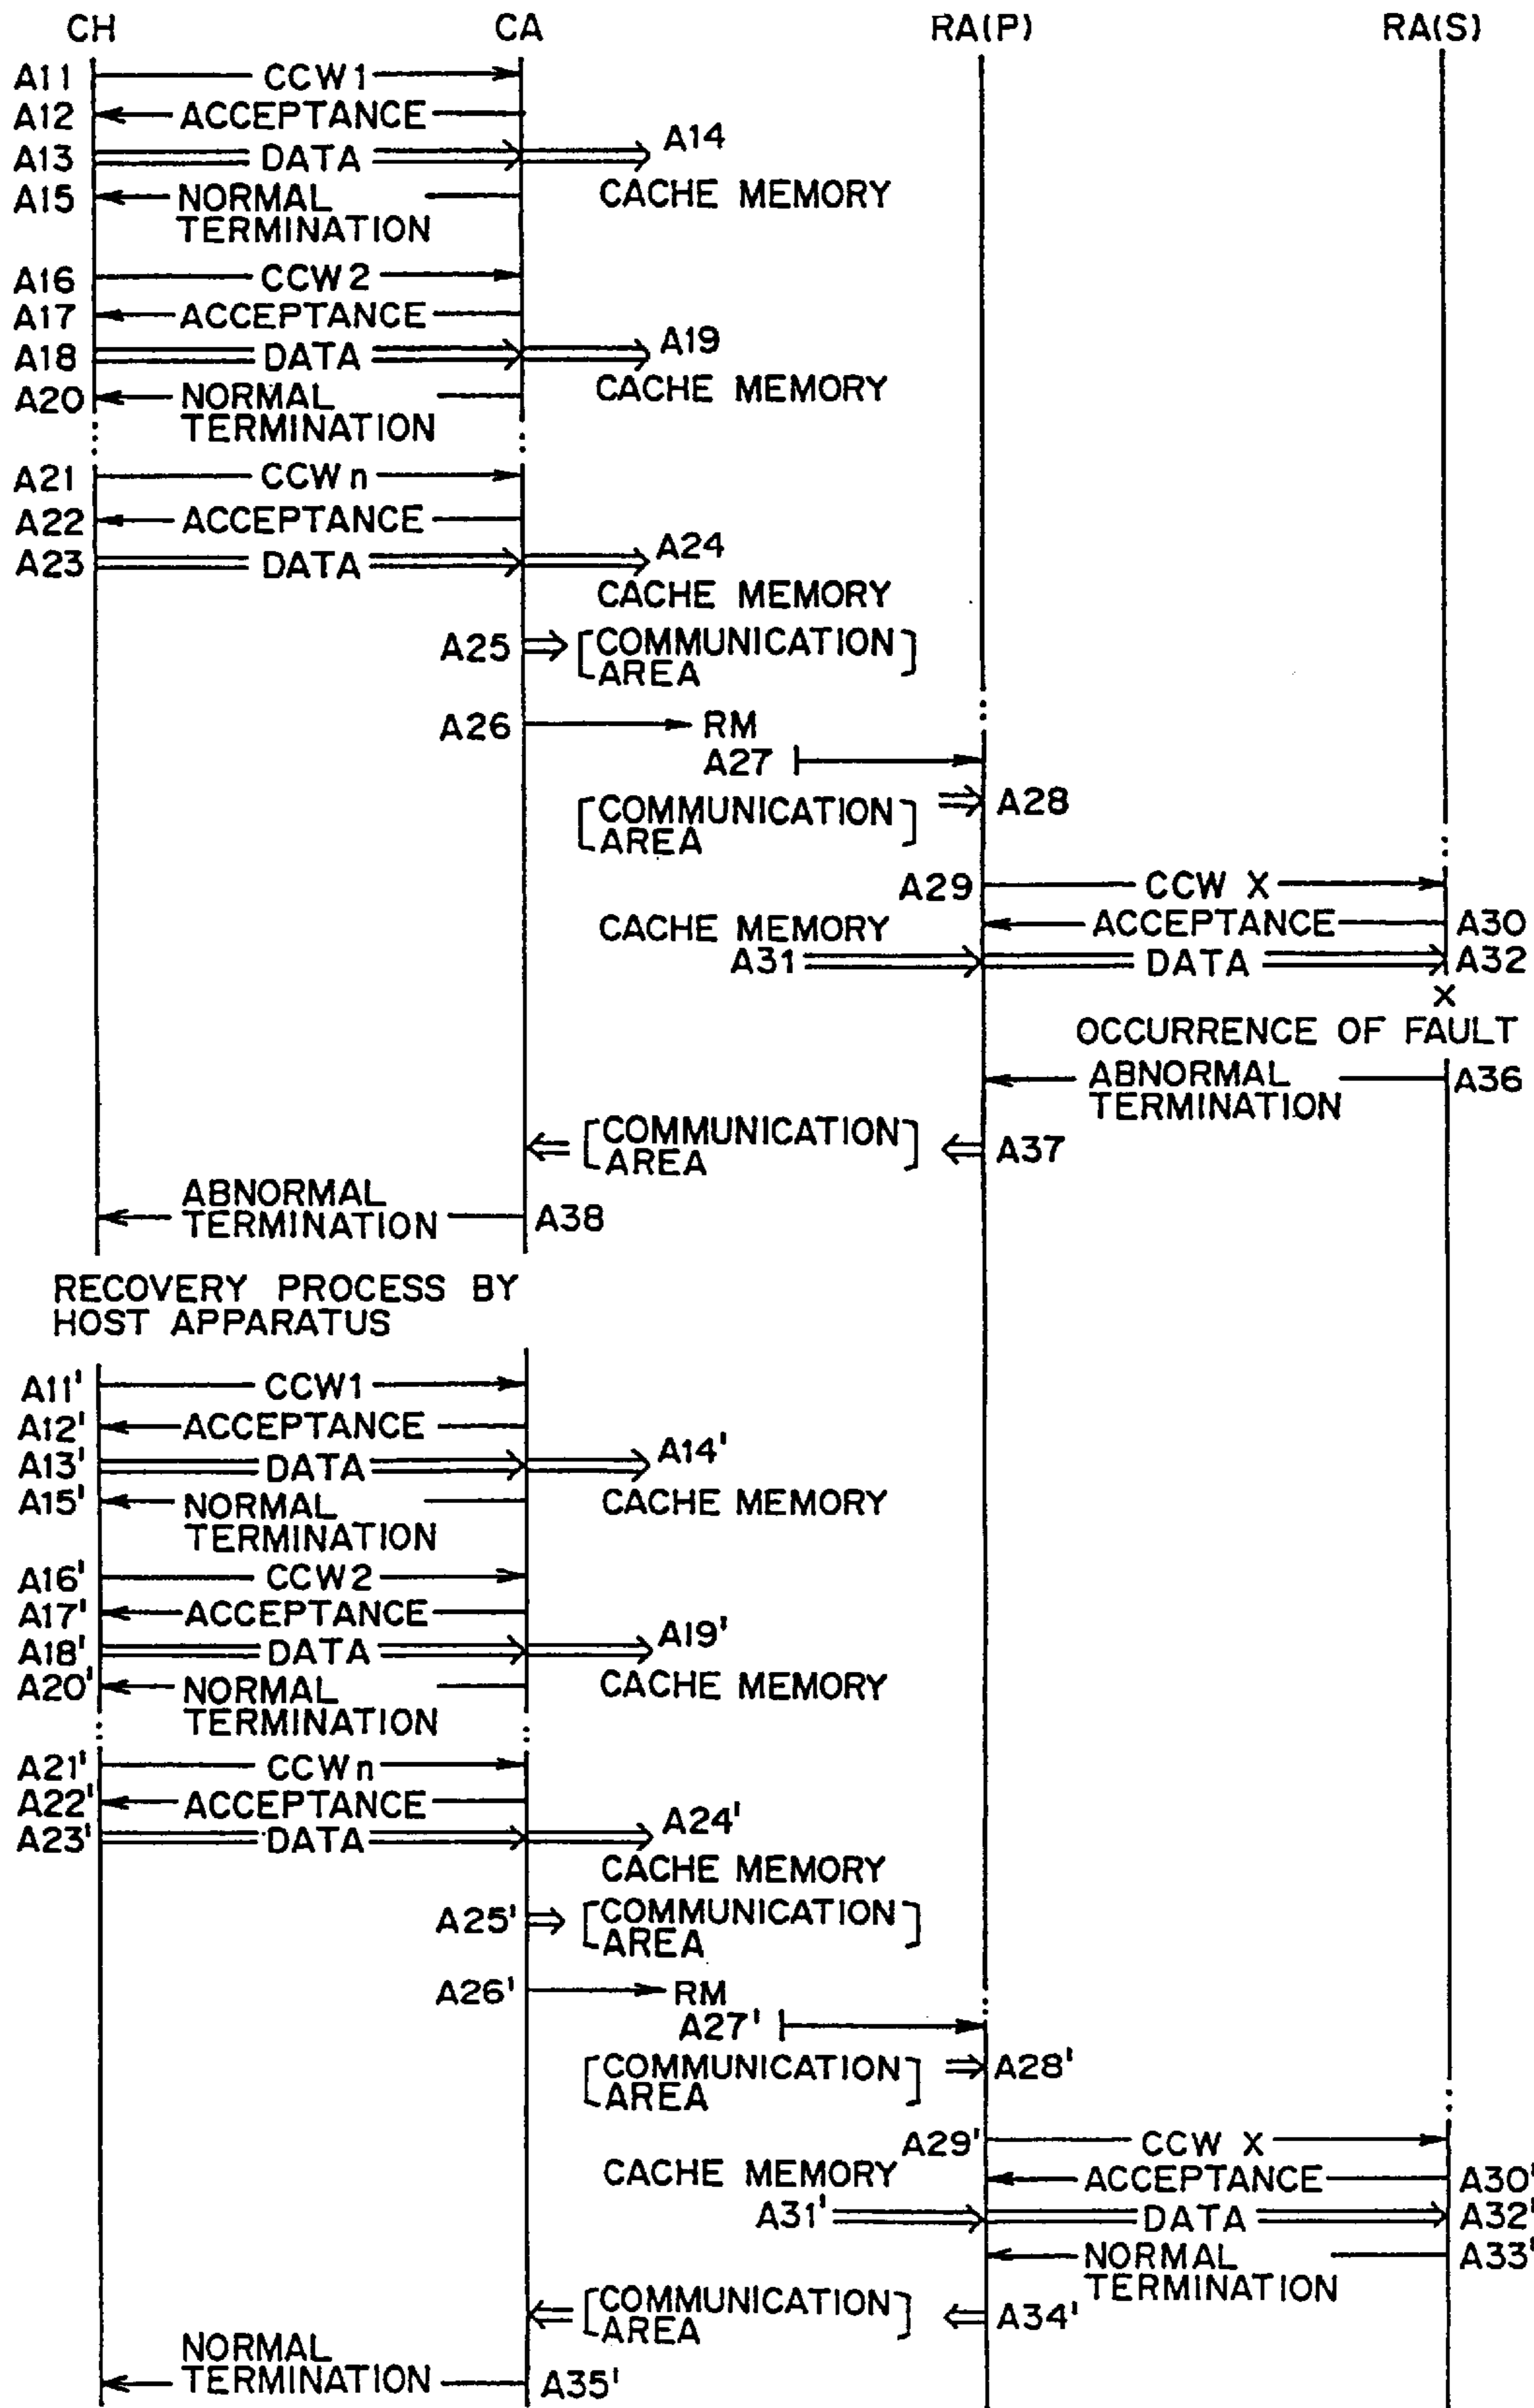 CH CA RA(P) RA(S)
A11 CCW1
A12 ACCEPTANCE
A13 DATA A14
CACHE MEMORY
A15 NORMAL
TERMINATION
A16 CCW2
A17 ACCEPTANCE
A18 DATA A19
CACHE MEMORY
A20 NORMAL
TERMINATION
A21 CCWn
A22 ACCEPTANCE
A23 DATA A24
CACHE MEMORY
A25 [COMMUNICATION
AREA]
A26 RM
A27
[COMMUNICATION
AREA] A28
A29 CCW X
CACHE MEMORY ACCEPTANCE A30
A31 DATA A32
X
OCCURRENCE OF FAULT
ABNORMAL
TERMINATION A36
[COMMUNICATION
AREA] A37
ABNORMAL
TERMINATION A38
RECOVERY PROCESS BY
HOST APPARATUS
A11' CCW1
A12' ACCEPTANCE
A13' DATA A14'
CACHE MEMORY
A15' NORMAL
TERMINATION
A16' CCW2
A17' ACCEPTANCE
A18' DATA A19'
CACHE MEMORY
A20' NORMAL
TERMINATION
A21' CCWn
A22' ACCEPTANCE
A23' DATA A24'
CACHE MEMORY
A25' [COMMUNICATION
AREA]
A26' RM
A27'
[COMMUNICATION
AREA] A28'
A29' CCW X
CACHE MEMORY ACCEPTANCE A30'
A31' DATA A32'
NORMAL
TERMINATION A33'
[COMMUNICATION
AREA] A34'
NORMAL
TERMINATION A35'